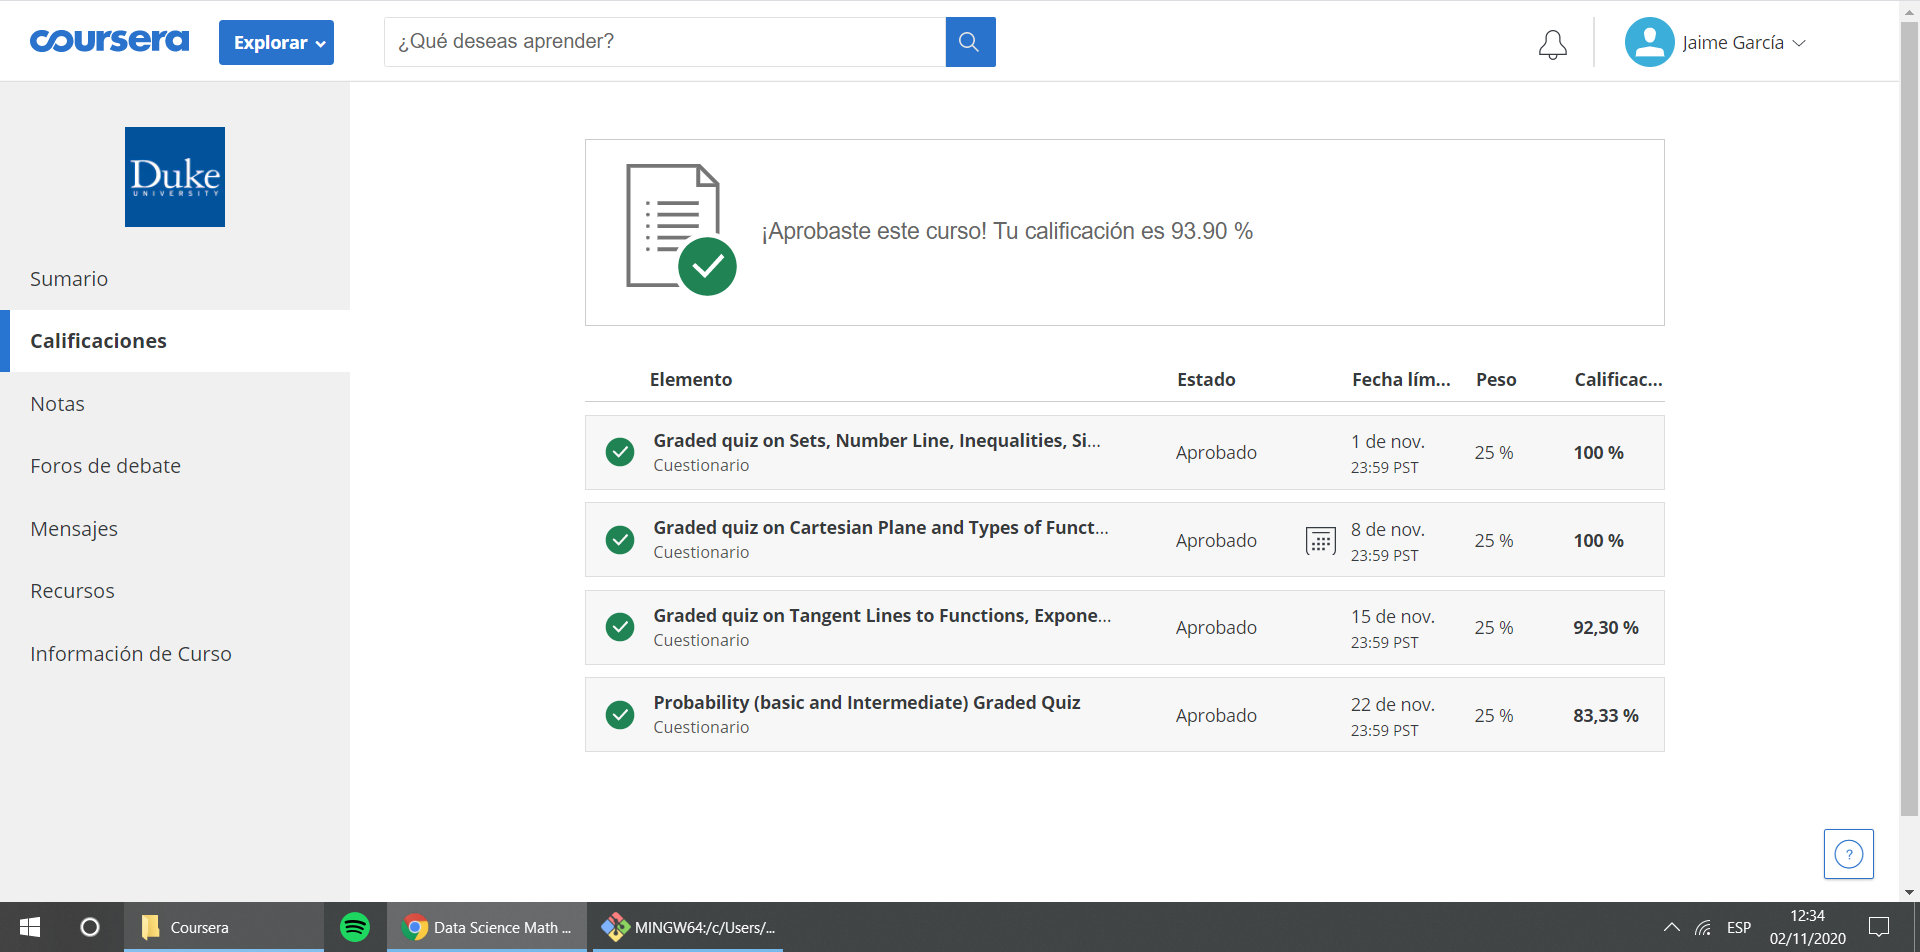 coursera
Explorar
¿Qué deseas aprender?
Jaime García
Duke
UNIVERSITY
Sumario
Calificaciones
Notas
Foros de debate
Mensajes
Recursos
Información de Curso
¡Aprobaste este curso! Tu calificación es 93.90 %
Elemento Estado Fecha lím... Peso Calificac...
Graded quiz on Sets, Number Line, Inequalities, Si...
Cuestionario
Aprobado
1 de nov.
23:59 PST
25 %
100 %
Graded quiz on Cartesian Plane and Types of Funct...
Cuestionario
Aprobado
8 de nov.
23:59 PST
25 %
100 %
Graded quiz on Tangent Lines to Functions, Expone...
Cuestionario
Aprobado
15 de nov.
23:59 PST
25 %
92,30 %
Probability (basic and Intermediate) Graded Quiz
Cuestionario
Aprobado
22 de nov.
23:59 PST
25 %
83,33 %
?
Coursera
Data Science Math ...
MINGW64:/c/Users/...
ESP
12:34
02/11/2020